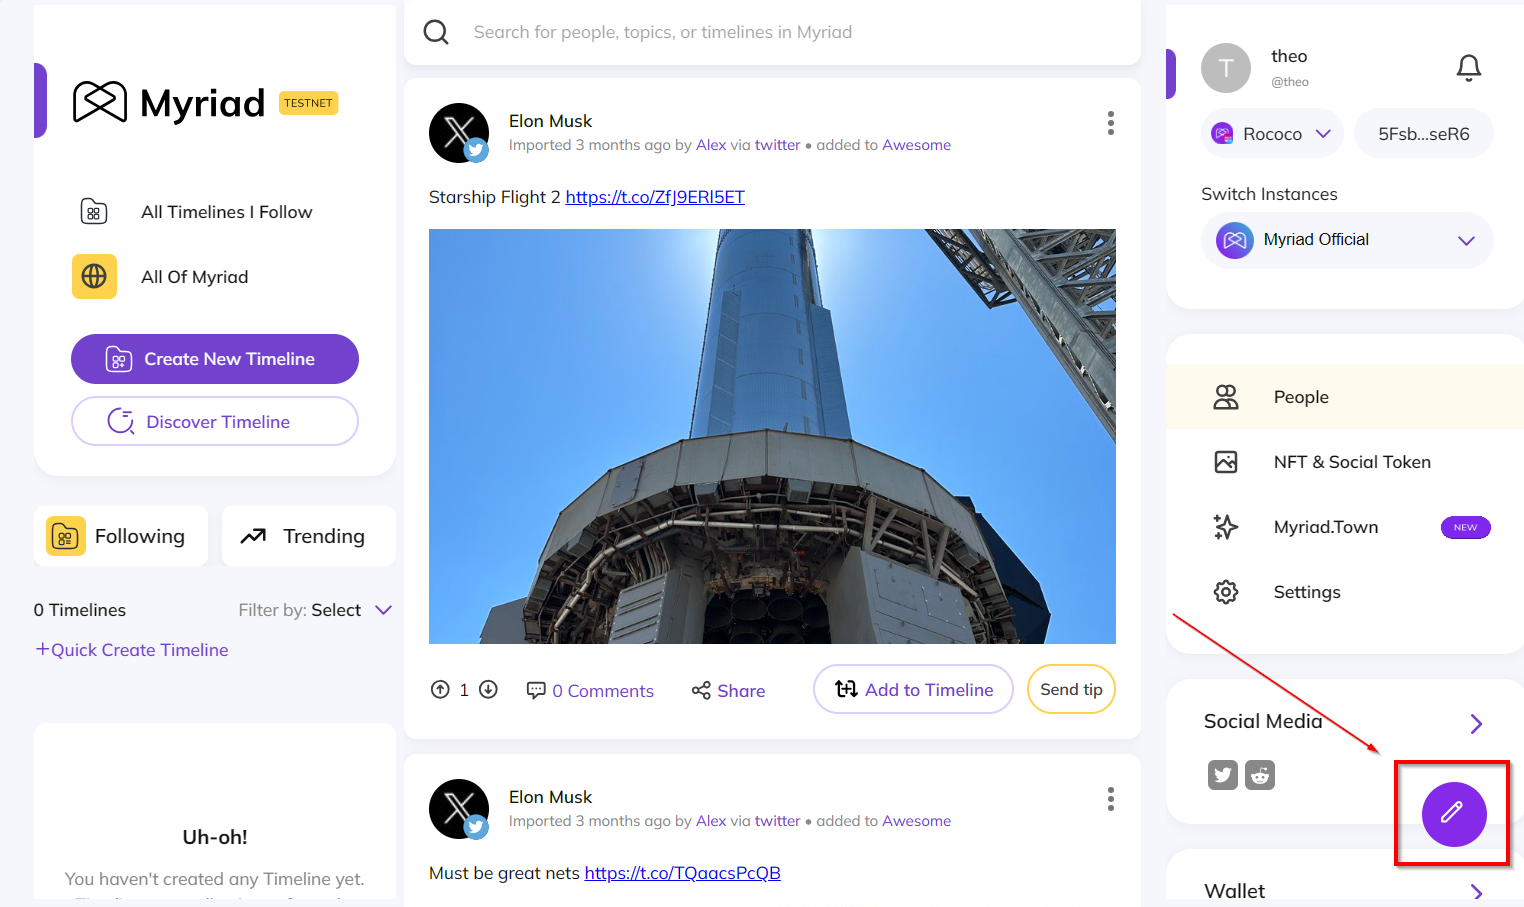 Myriad TESTNET
All Timelines I Follow
All Of Myriad
Create New Timeline
Discover Timeline
Following
Trending
0 Timelines
Filter by: Select
+Quick Create Timeline
Uh-oh!
You haven't created any Timeline yet.
Search for people, topics, or timelines in Myriad
Elon Musk
Imported 3 months ago by Alex via twitter • added to Awesome
Starship Flight 2 https://t.co/ZfJ9ERl5ET
1
0 Comments
Share
Add to Timeline
Send tip
Elon Musk
Imported 3 months ago by Alex via twitter • added to Awesome
Must be great nets https://t.co/TQaacsPcQB
T
theo
@theo
Rococo
5Fsb...seR6
Switch Instances
Myriad Official
People
NFT & Social Token
Myriad.Town
NEW
Settings
Social Media
Wallet